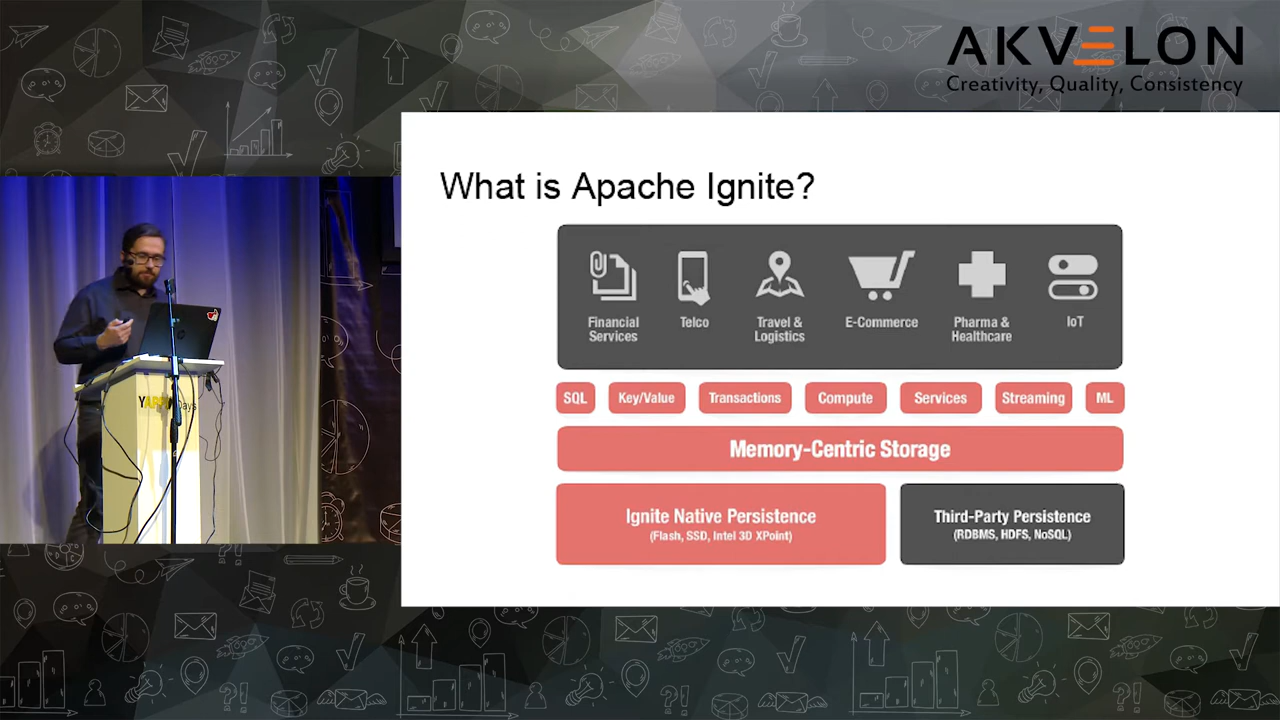 AKVELON
Creativity, Quality, Consistency
What is Apache Ignite?
Financial
Services
Telco
Travel &
Logistics
E-Commerce
Pharma &
Healthcare
IoT
SQL
Key/Value
Transactions
Compute
Services
Streaming
ML
Memory-Centric Storage
Ignite Native Persistence
(Flash, SSD, Intel 3D XPoint)
Third-Party Persistence
(RDBMS, HDFS, NoSQL)
YAPPI Days